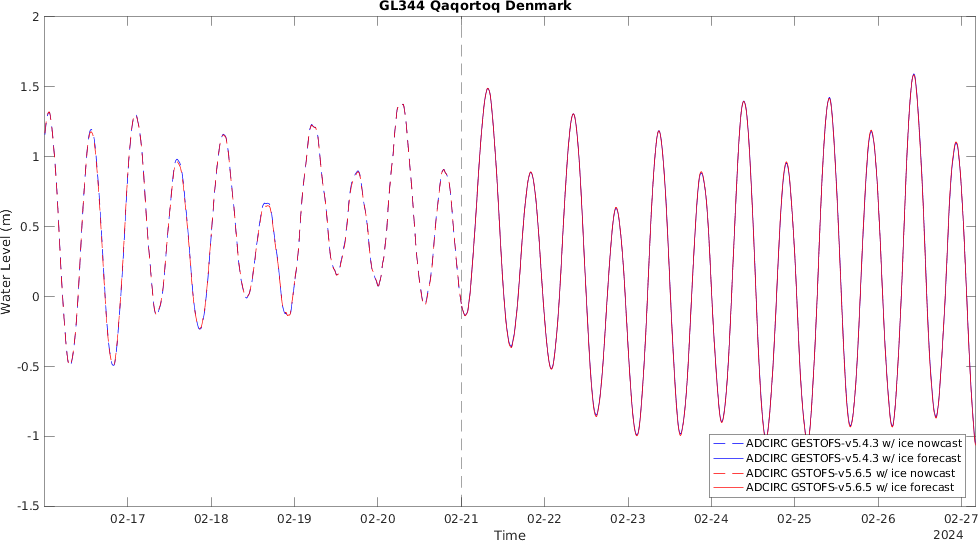 GL344 Qaqortoq Denmark
Water Level (m)
2
1.5
1
0.5
0
-0.5
-1
-1.5
ADCIRC GESTOFS-v5.4.3 w/ ice nowcast
ADCIRC GESTOFS-v5.4.3 w/ ice forecast
ADCIRC GSTOFS-v5.6.5 w/ ice nowcast
ADCIRC GSTOFS-v5.6.5 w/ ice forecast
02-17 02-18 02-19 02-20 02-21 02-22 02-23 02-24 02-25 02-26 02-27
Time
2024